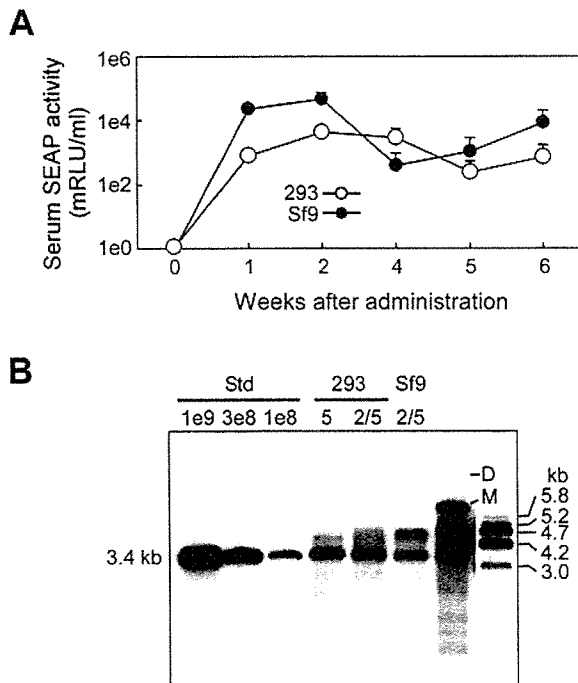 A
Serum SEAP activity
(mRLU/ml)
1e6
1e4
1e2
1e0
293
Sf9
0 1 2 4 5 6
Weeks after administration
B
Std 293 Sf9
1e9 3e8 1e8 5 2/5 2/5
D
M
kb
5.8
5.2
4.7
4.2
3.0
3.4 kb